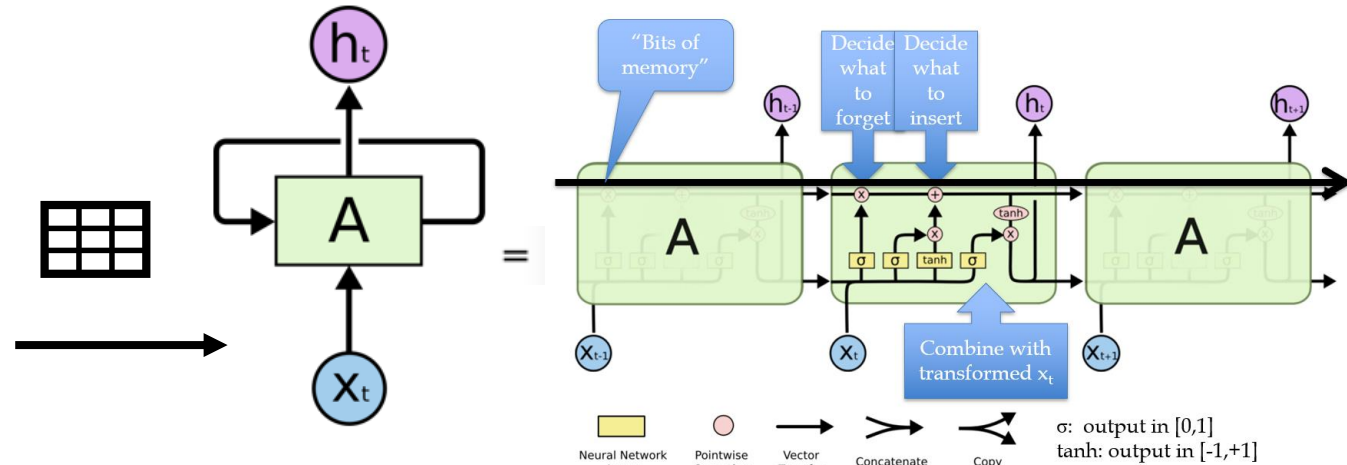 h t
A
x t
=
"Bits of
memory"
Decide
what
to
forget
Decide
what
to
insert
h t-1
h t
h t+1
A
x
+
tanh
x
x
σ
σ
tanh
σ
A
tanh
x t-1
x t
x t+1
Combine with
transformed x t
Neural Network
Pointwise
Vector
Concatenate
Copy
σ: output in [0,1]
tanh: output in [-1,+1]